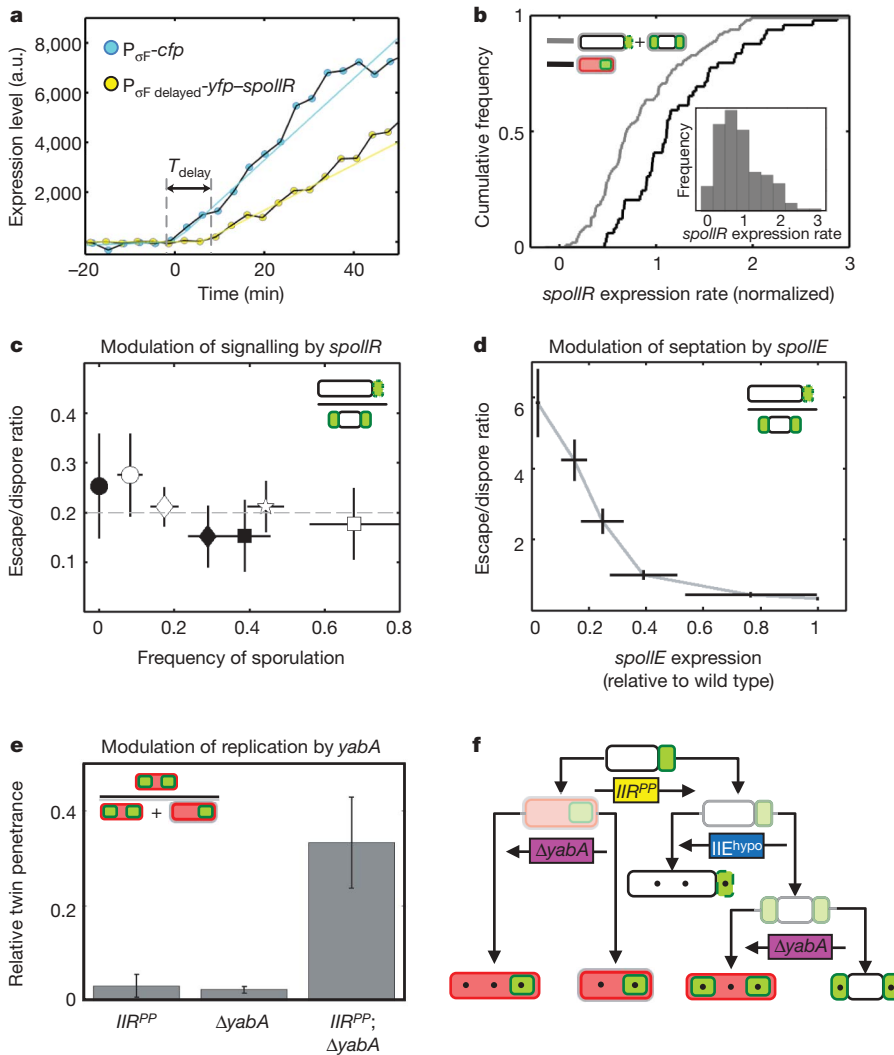 a
Expression level (a.u.)
8,000
6,000
4,000
2,000
0
−20
0
20
40
Time (min)
PσF-cfp
PσF delayed-yfp–spoIIR
Tdelay
b
Cumulative frequency
1
0.5
0
0
1
2
3
spoIIR expression rate (normalized)
+
Frequency
0
1
2
3
spoIIR expression rate
c
Modulation of signalling by spoIIR
Escape/dispore ratio
0.4
0.3
0.2
0.1
0
0.2
0.4
0.6
0.8
Frequency of sporulation
d
Modulation of septation by spoIIE
Escape/dispore ratio
6
4
2
0
0.2
0.4
0.6
0.8
1
spoIIE expression
(relative to wild type)
e
Modulation of replication by yabA
Relative twin penetrance
0.4
0.2
0
+
IIRPP
ΔyabA
IIRPP;
ΔyabA
f
IIRPP
ΔyabA
IIEhypo
ΔyabA